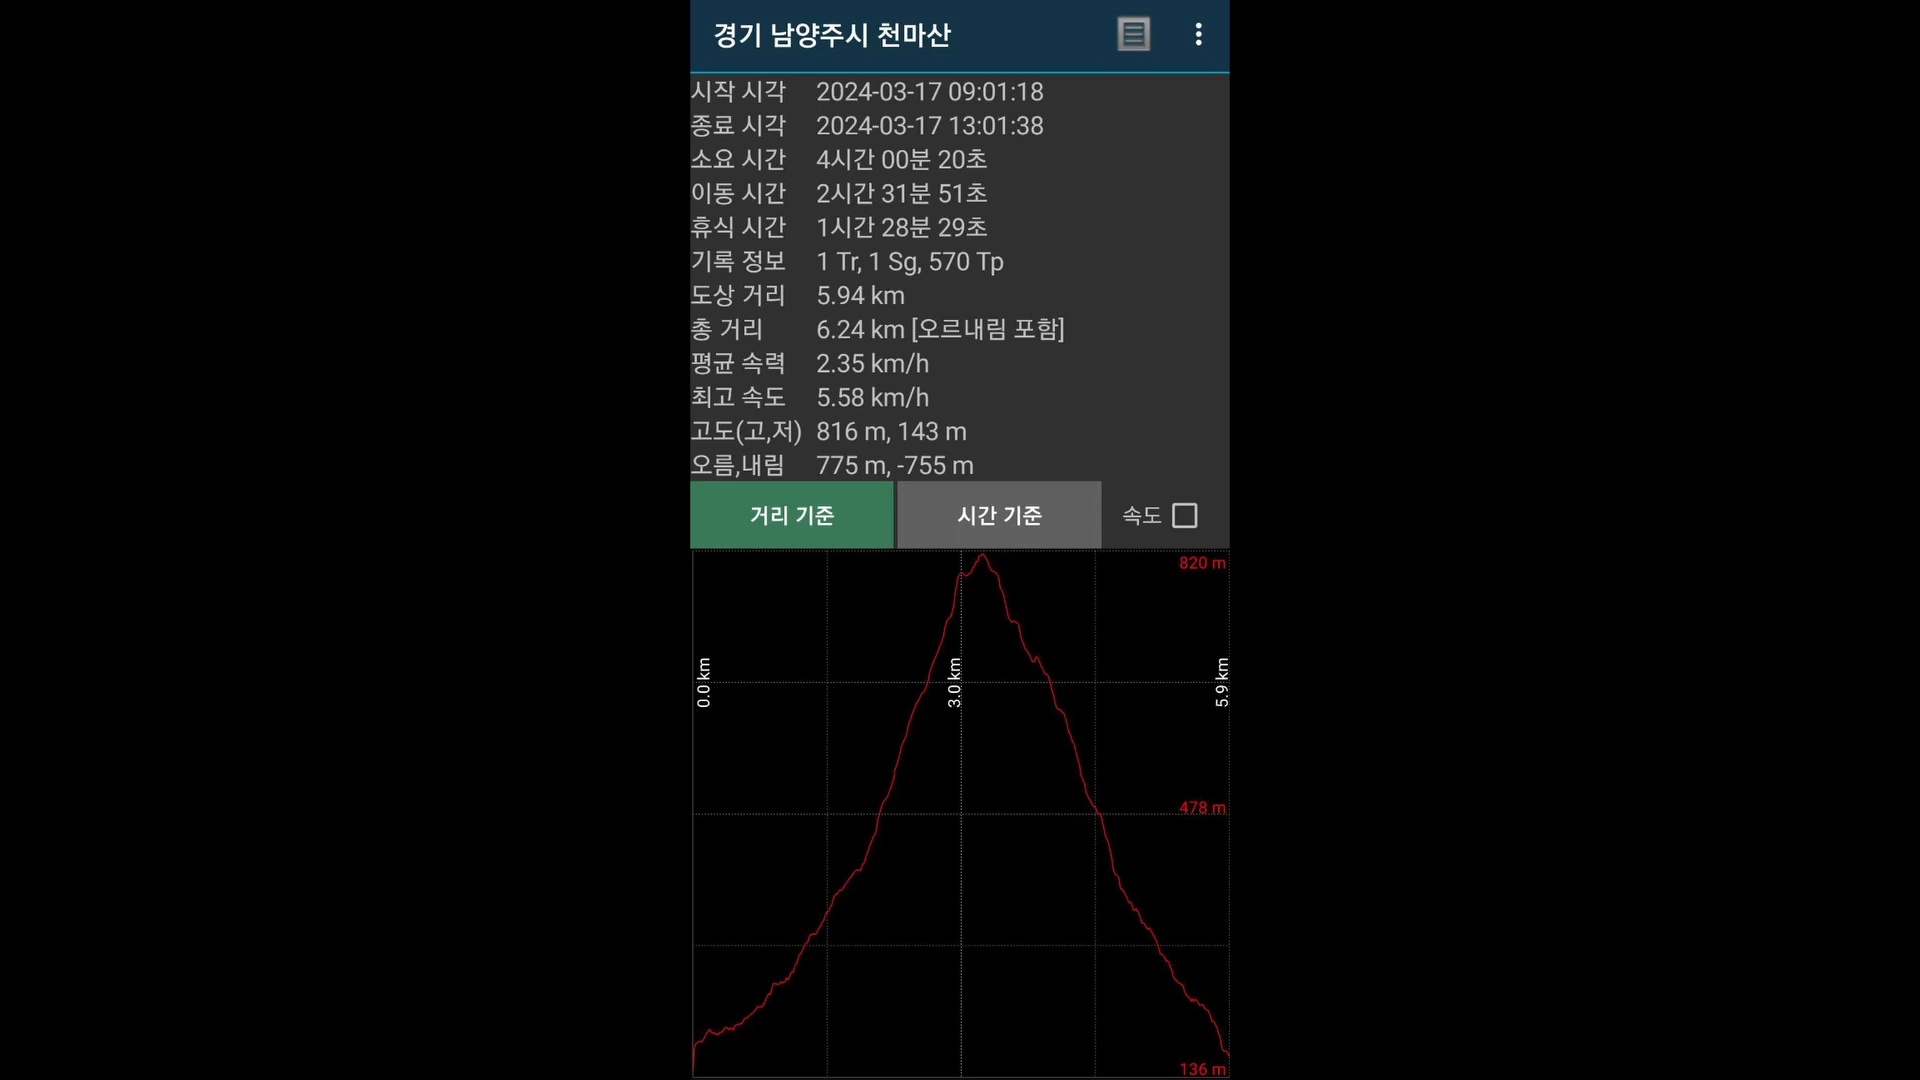 경기 남양주시 천마산
시작 시각 2024-03-17 09:01:18
종료 시각 2024-03-17 13:01:38
소요 시간 4시간 00분 20초
이동 시간 2시간 31분 51초
휴식 시간 1시간 28분 29초
기록 정보 1 Tr, 1 Sg, 570 Tp
도상 거리 5.94 km
총 거리 6.24 km [오르내림 포함]
평균 속력 2.35 km/h
최고 속도 5.58 km/h
고도(고,저) 816 m, 143 m
오름,내림 775 m, -755 m
거리 기준 시간 기준 속도
820 m
0.0 km 3.0 km 5.9 km
478 m
136 m